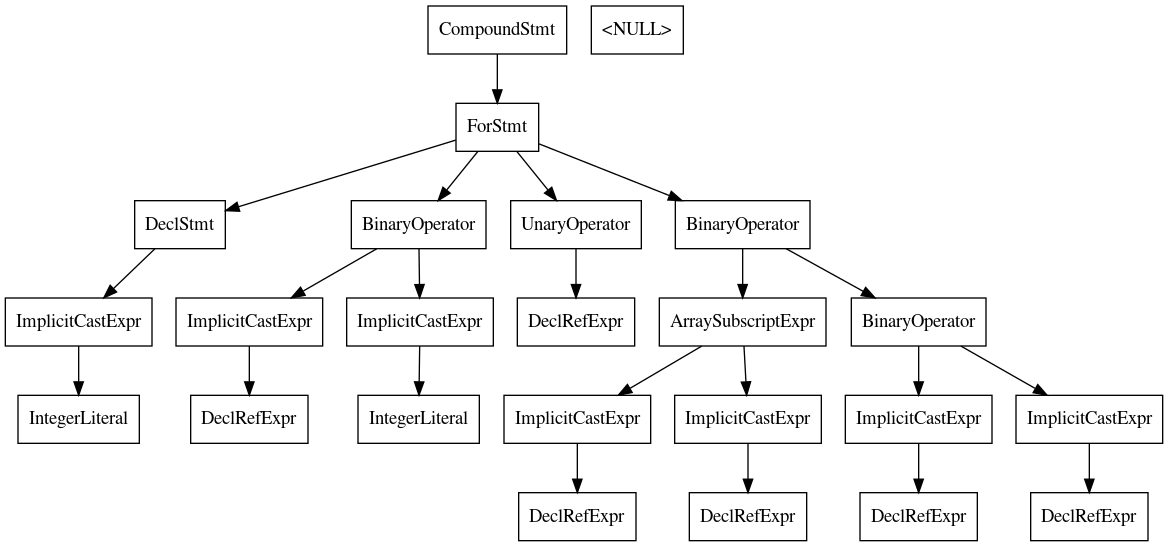 CompoundStmt
<NULL>
ForStmt
DeclStmt
BinaryOperator
UnaryOperator
BinaryOperator
ImplicitCastExpr
ImplicitCastExpr
ImplicitCastExpr
DeclRefExpr
ArraySubscriptExpr
BinaryOperator
IntegerLiteral
DeclRefExpr
IntegerLiteral
ImplicitCastExpr
ImplicitCastExpr
ImplicitCastExpr
ImplicitCastExpr
DeclRefExpr
DeclRefExpr
DeclRefExpr
DeclRefExpr